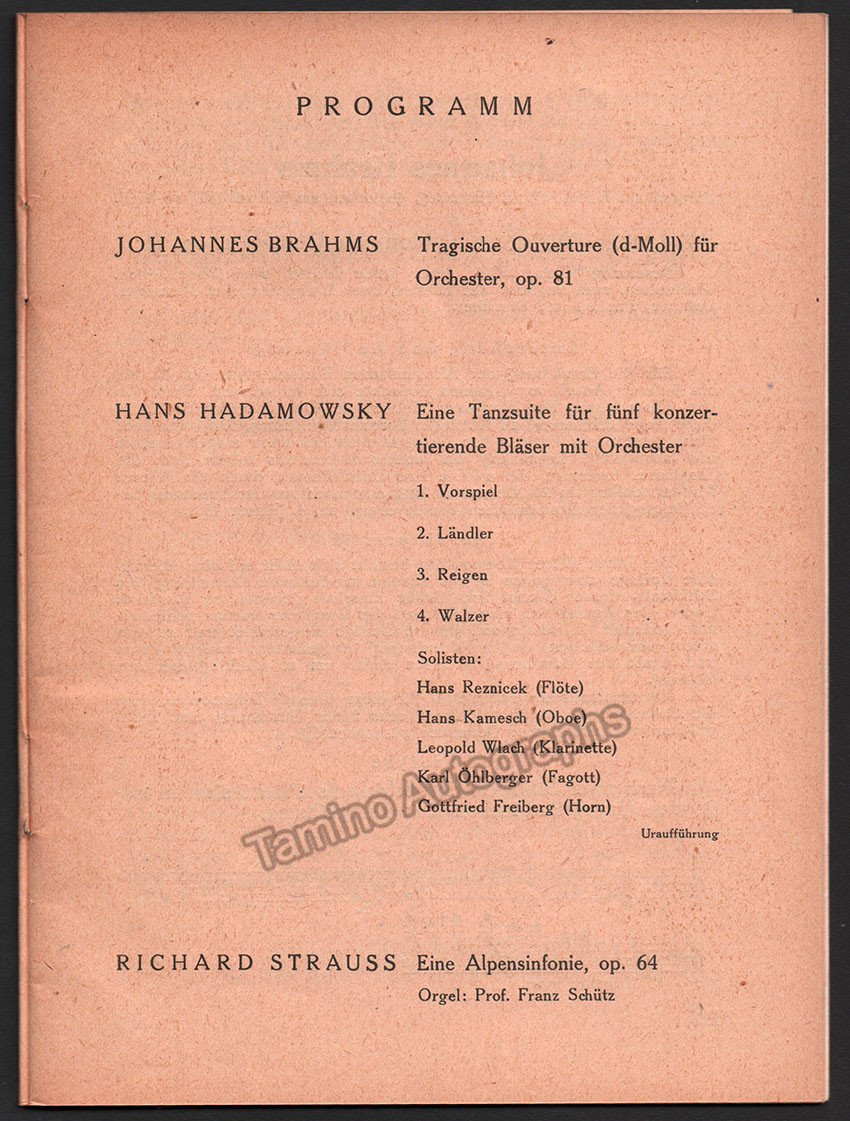 PROGRAMM
JOHANNES BRAHMS Tragische Ouverture (d-Moll) für
Orchester, op. 81
HANS HADAMOWSKY Eine Tanzsuite für fünf konzer-
tierende Bläser mit Orchester
1. Vorspiel
2. Ländler
3. Reigen
4. Walzer
Solisten:
Hans Reznicek (Flöte)
Hans Kamesch (Oboe)
Leopold Wlach (Klarinette)
Karl Öhlberger (Fagott)
Gottfried Freiberg (Horn)
Uraufführung
Tamino Autographs
RICHARD STRAUSS Eine Alpensinfonie, op. 64
Orgel: Prof. Franz Schütz